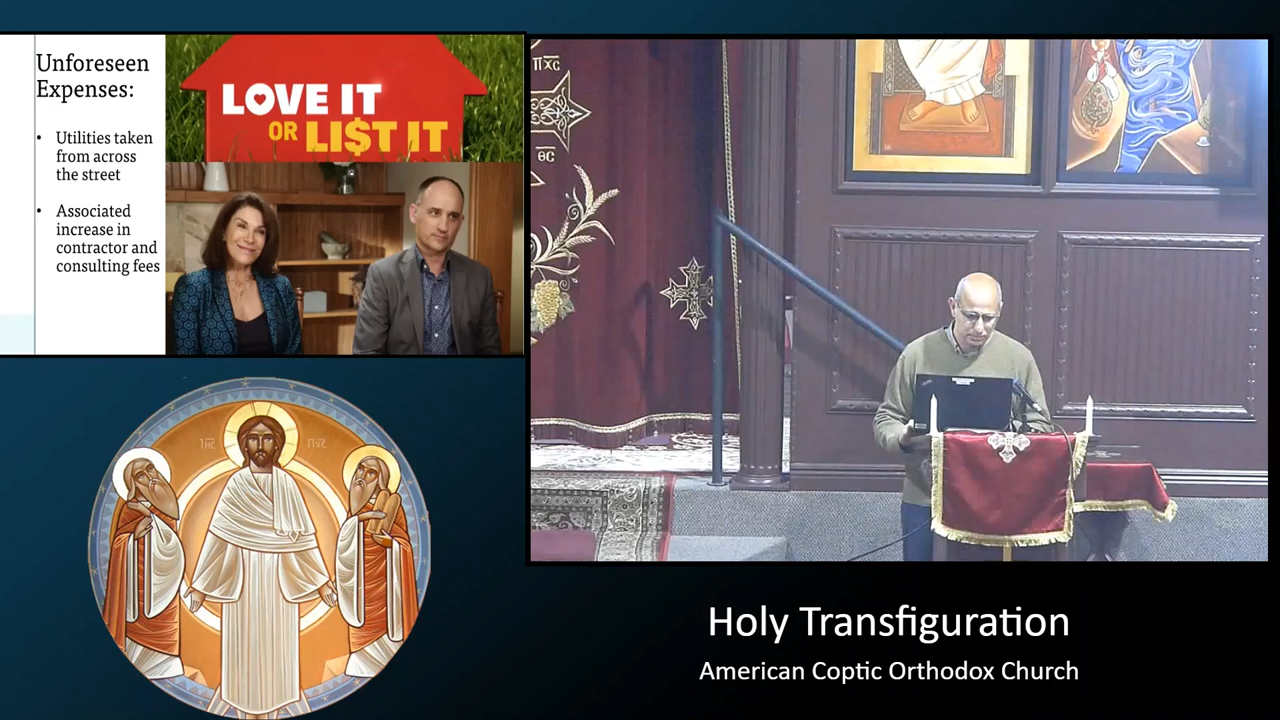 Unforeseen
Expenses:
• Utilities taken
from across
the street
• Associated
increase in
contractor and
consulting fees
LOVE IT
OR LI$T IT
Holy Transfiguration
American Coptic Orthodox Church